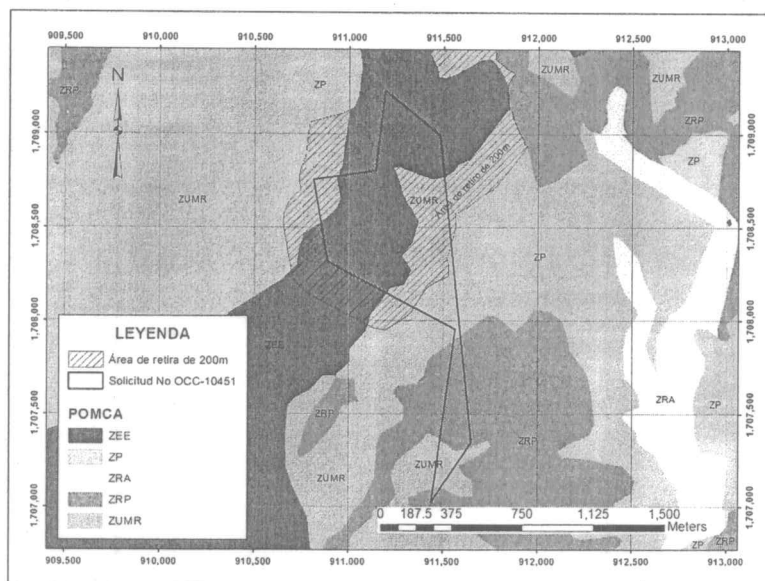 909,500 910,000 910,500 911,000 911,500 912,000 912,500 913,000
N
ZRP
ZP
ZUMR
ZUMR
ZRP
ZP
1,709,000 1,709,000
ZUMR
ZUMR
Área de retiro de 200m
1,708,500 1,708,500
ZP
1,708,000 1,708,000
ZEE
LEYENDA
Área de retira de 200m
Solicitud No OCC-10451
POMCA
ZEE
ZP
ZRA
ZRP
ZUMR
ZRP
ZRA
ZP
1,707,500 1,707,500
ZRP
ZUMR
ZUMR
1,707,000 1,707,000
0 187.5 375 750 1,125 1,500
Meters
ZP
ZRP
909,500 910,000 910,500 911,000 911,500 912,000 912,500 913,000